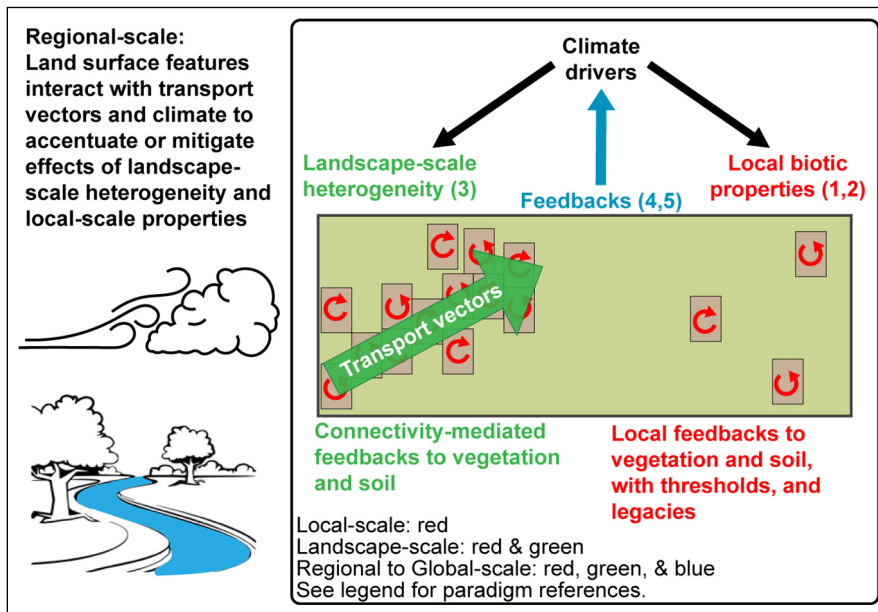 Regional-scale:
Land surface features
interact with transport
vectors and climate to
accentuate or mitigate
effects of landscape-
scale heterogeneity and
local-scale properties
Climate
drivers
Landscape-scale
heterogeneity (3)
Feedbacks (4,5)
Local biotic
properties (1,2)
Transport vectors
Connectivity-mediated
feedbacks to vegetation
and soil
Local feedbacks to
vegetation and soil,
with thresholds, and
legacies
Local-scale: red
Landscape-scale: red & green
Regional to Global-scale: red, green, & blue
See legend for paradigm references.